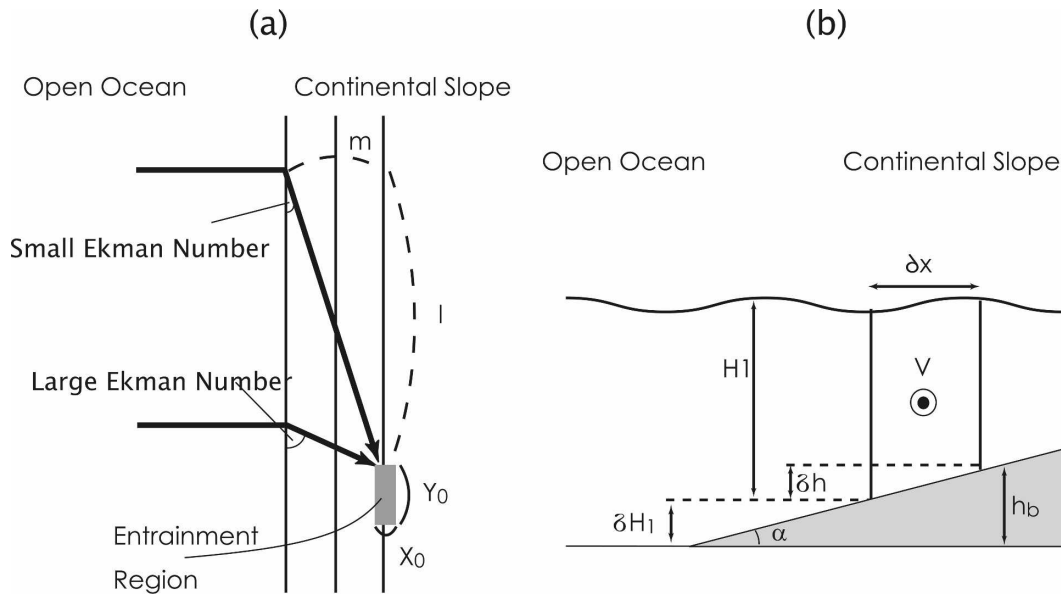 (a)
Open Ocean
Continental Slope
m
Small Ekman Number
l
Large Ekman Number
Y0
Entrainment
Region
X0
(b)
Open Ocean
Continental Slope
∂x
H1
V
δh
δH1
hb
α